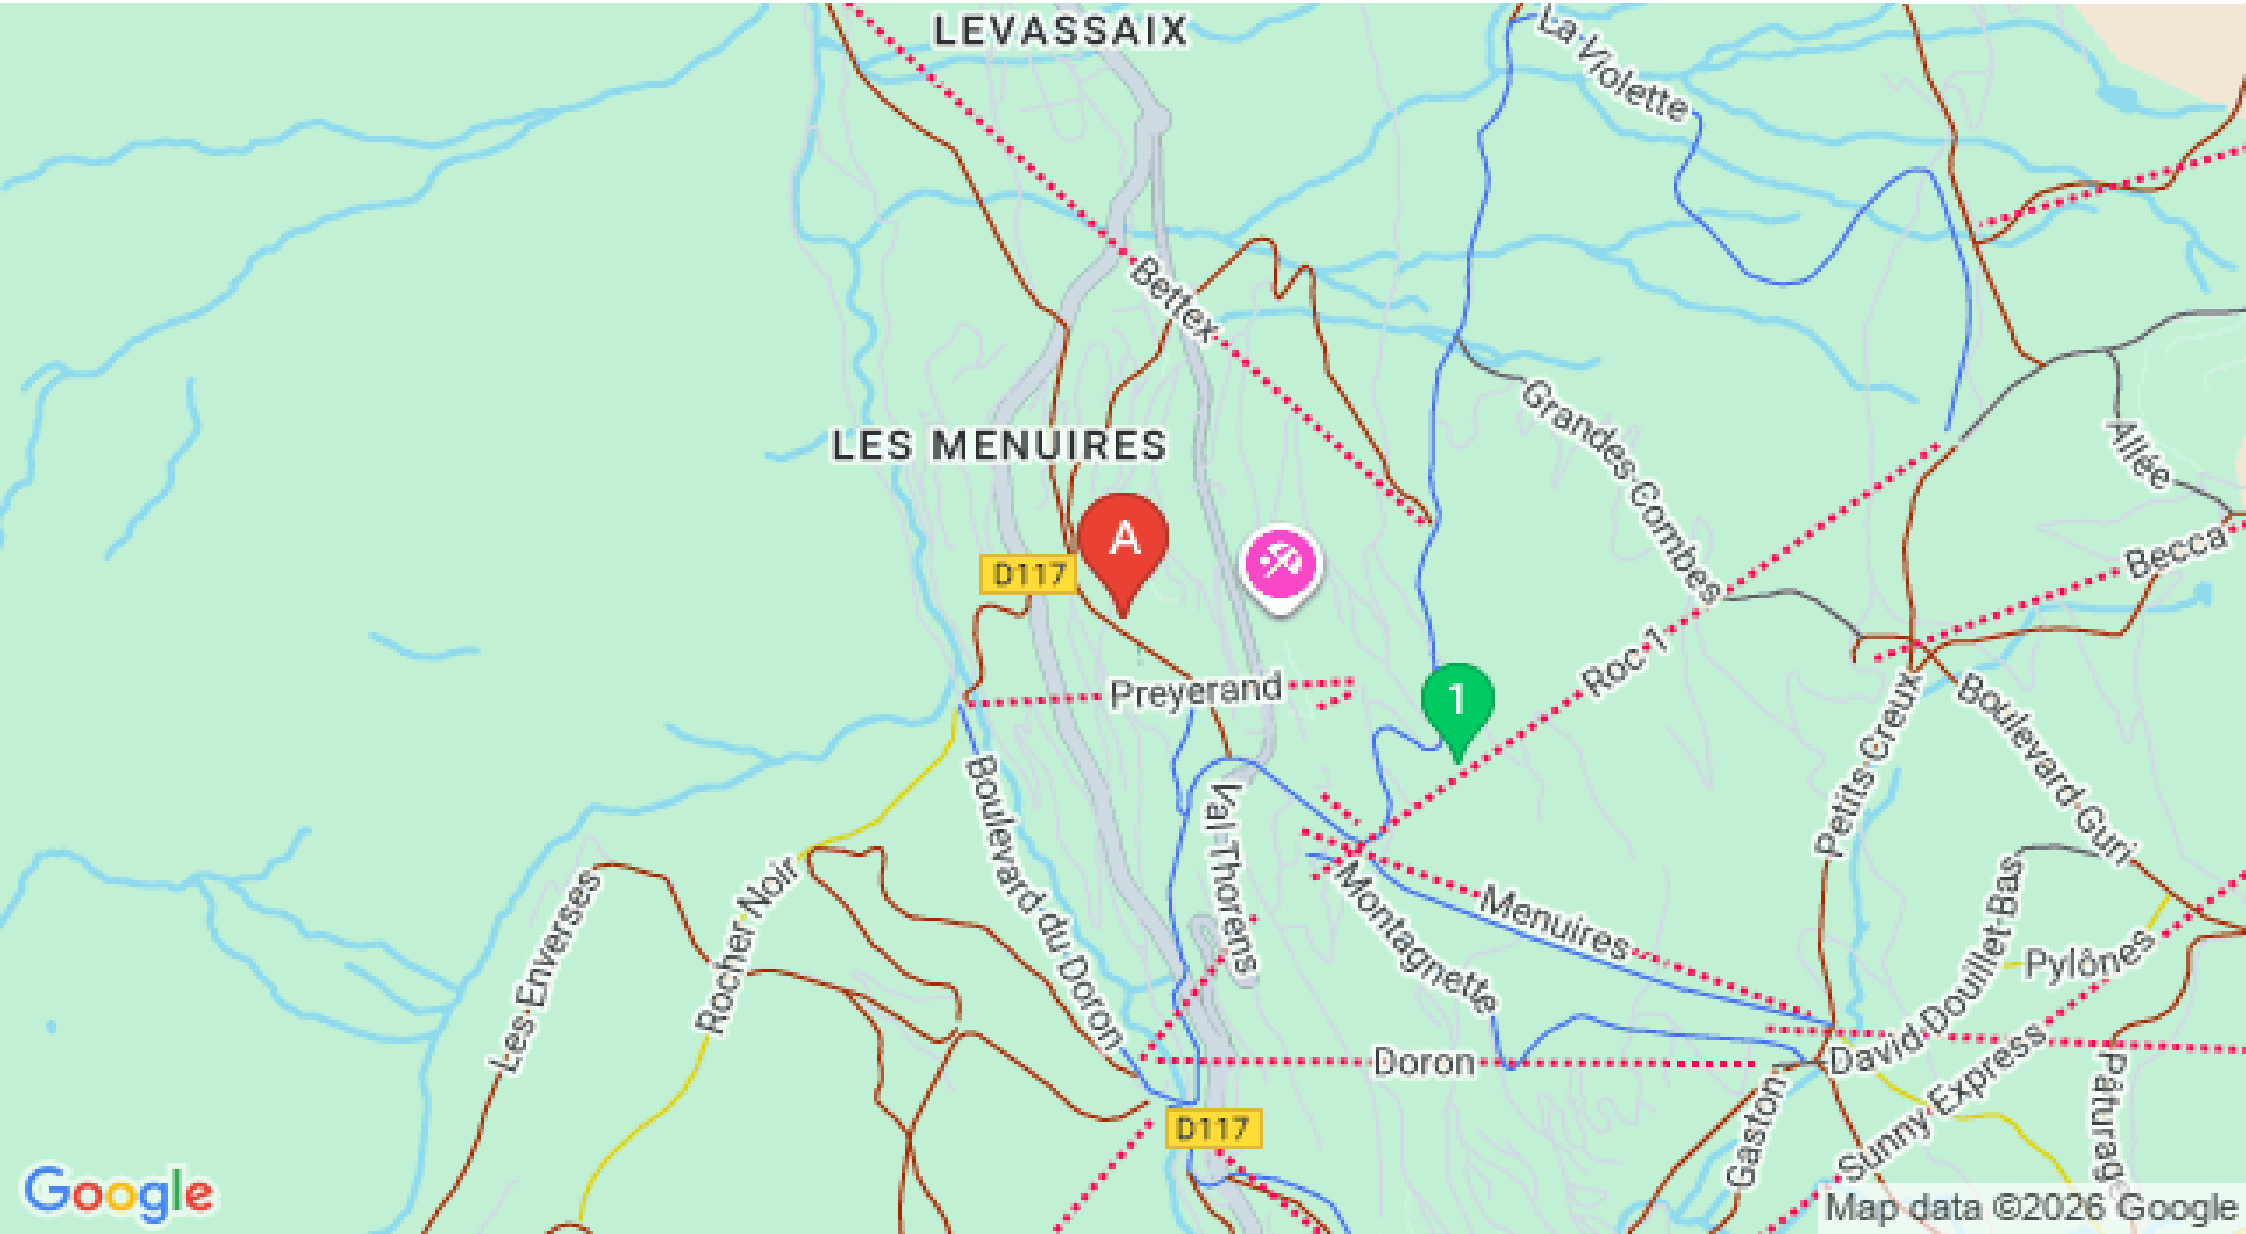 LEVASSAIX
La Violette
Bettex
Grandes Combes
Allée
LES MENUIRES
A
D117
Becca
Preyerand
1
Roc 1
Petits Creux
Boulevard Guri
Boulevard du Doron
Val Thorens
Les Enverses
Rocher Noir
Montagnette
Menuires
David Douillet Bas
Pylônes
Doron
Gaston
Sunny Express
Pâturag
D117
Google
Map data ©2026 Google